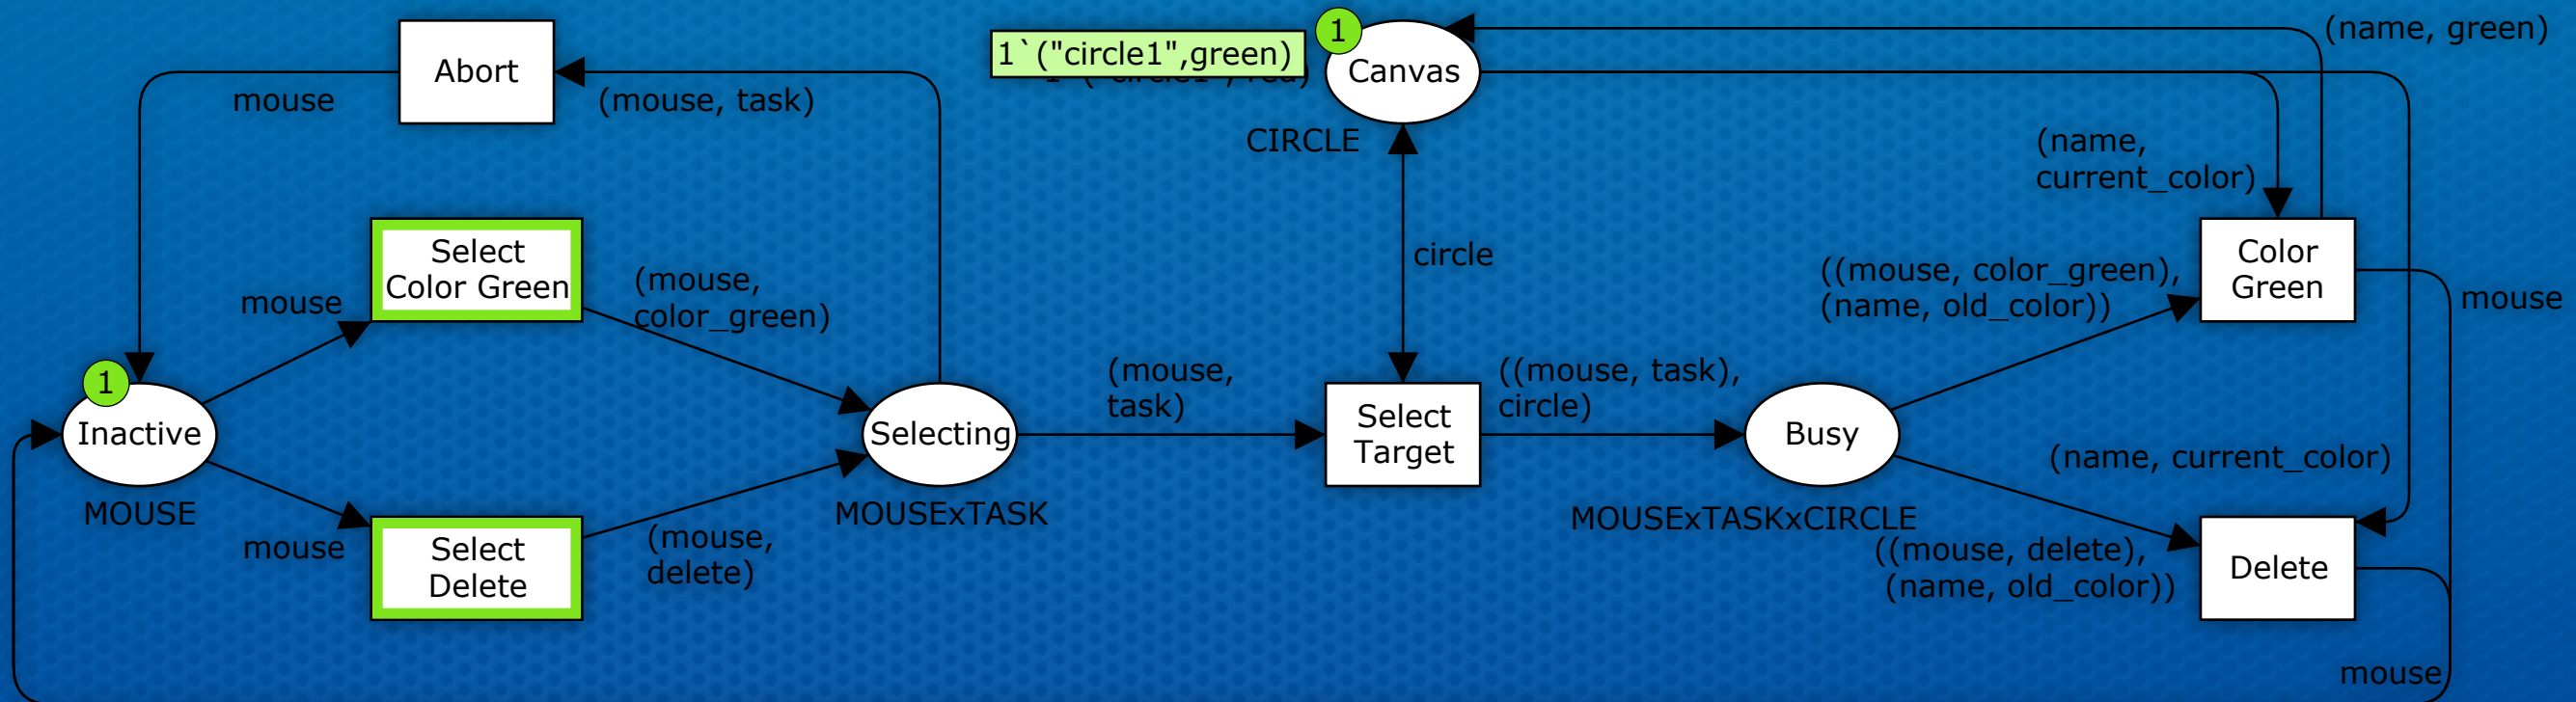 1
(name, green)
1`("circle1",green)
Canvas
Abort
mouse
(mouse, task)
CIRCLE
(name,
current_color)
Select
Color Green
mouse
(mouse,
color_green)
circle
((mouse, color_green),
(name, old_color))
Color
Green
mouse
1
Inactive
MOUSE
Selecting
MOUSExTASK
(mouse,
task)
Select
Target
((mouse, task),
circle)
Busy
MOUSExTASKxCIRCLE
(name, current_color)
mouse
Select
Delete
(mouse,
delete)
((mouse, delete),
(name, old_color))
Delete
mouse